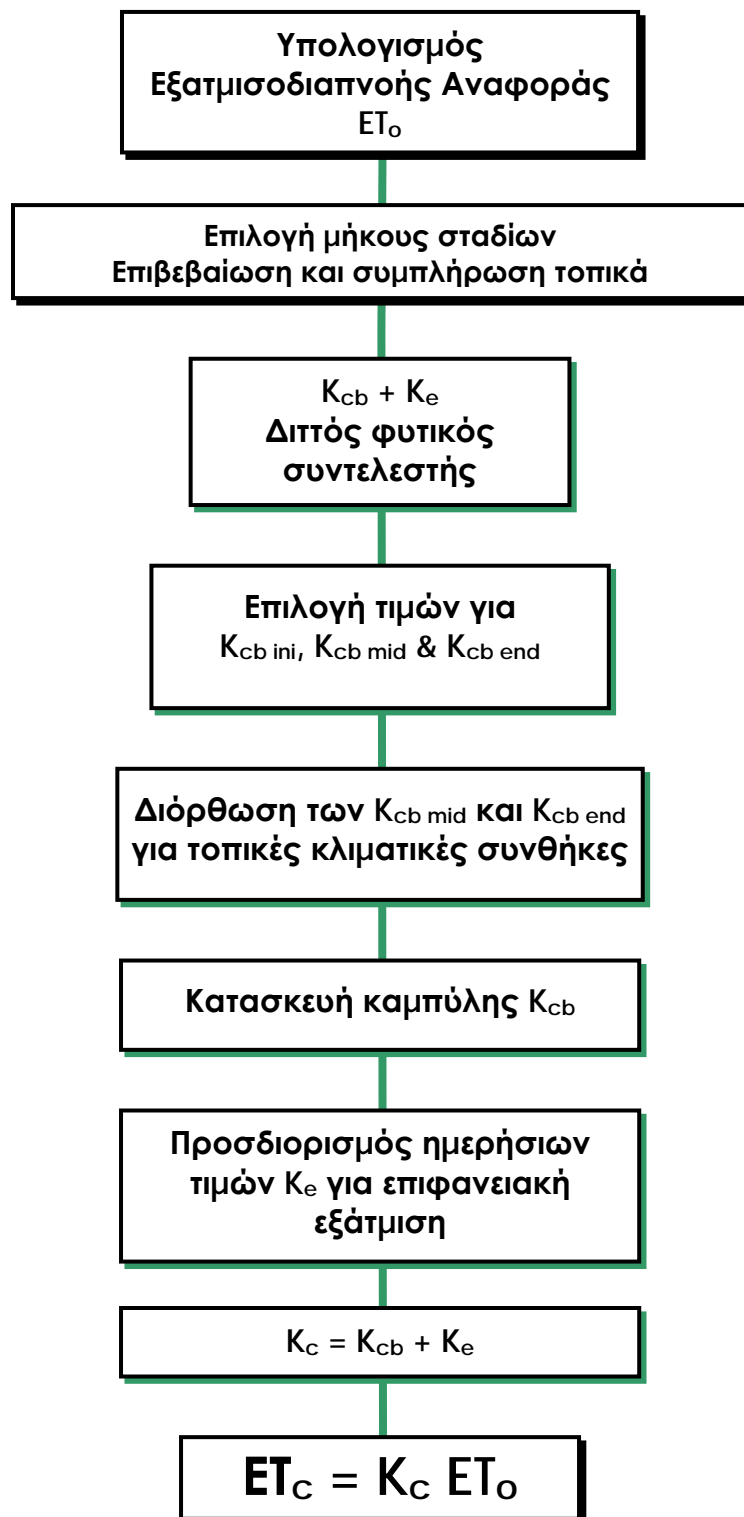 Υπολογισμός
Εξατμισοδιαπνοής Αναφοράς
ETo
Επιλογή μήκους σταδίων
Επιβεβαίωση και συμπλήρωση τοπικά
Kcb + Ke
Διττός φυτικός
συντελεστής
Επιλογή τιμών για
Kcb ini, Kcb mid & Kcb end
Διόρθωση των Kcb mid και Kcb end
για τοπικές κλιματικές συνθήκες
Κατασκευή καμπύλης Kcb
Προσδιορισμός ημερήσιων
τιμών Ke για επιφανειακή
εξάτμιση
Kc = Kcb + Ke
ETc = Kc ETo